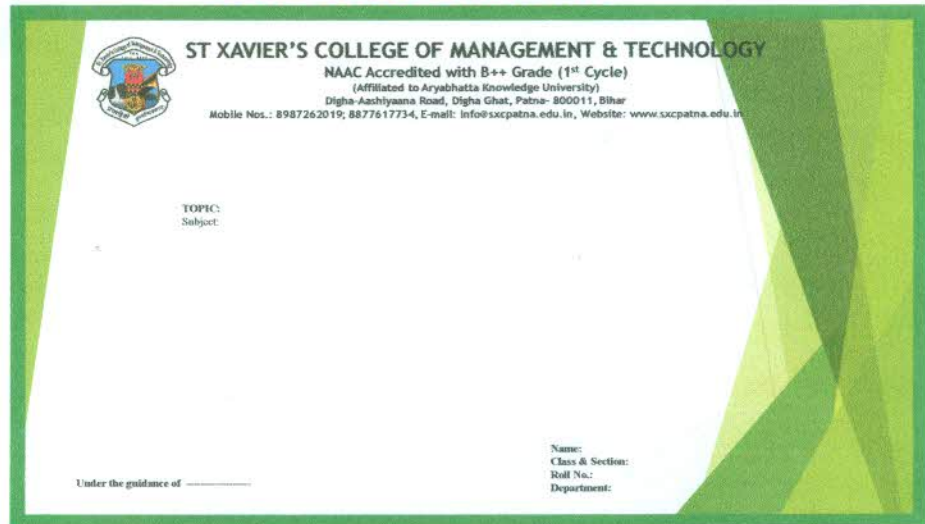 ST XAVIER'S COLLEGE OF MANAGEMENT & TECHNOLOGY
NAAC Accredited with B++ Grade (1st Cycle)
(Affiliated to Aryabhatta Knowledge University)
Digha-Aashiyaana Road, Digha Ghat, Patna- 800011, Bihar
Mobile Nos.: 8987262019; 8877617734, E-mail: info@sxcpatna.edu.in, Website: www.sxcpatna.edu.in
TOPIC:
Subject:
Name:
Class & Section:
Roll No.:
Department:
Under the guidance of ----------------